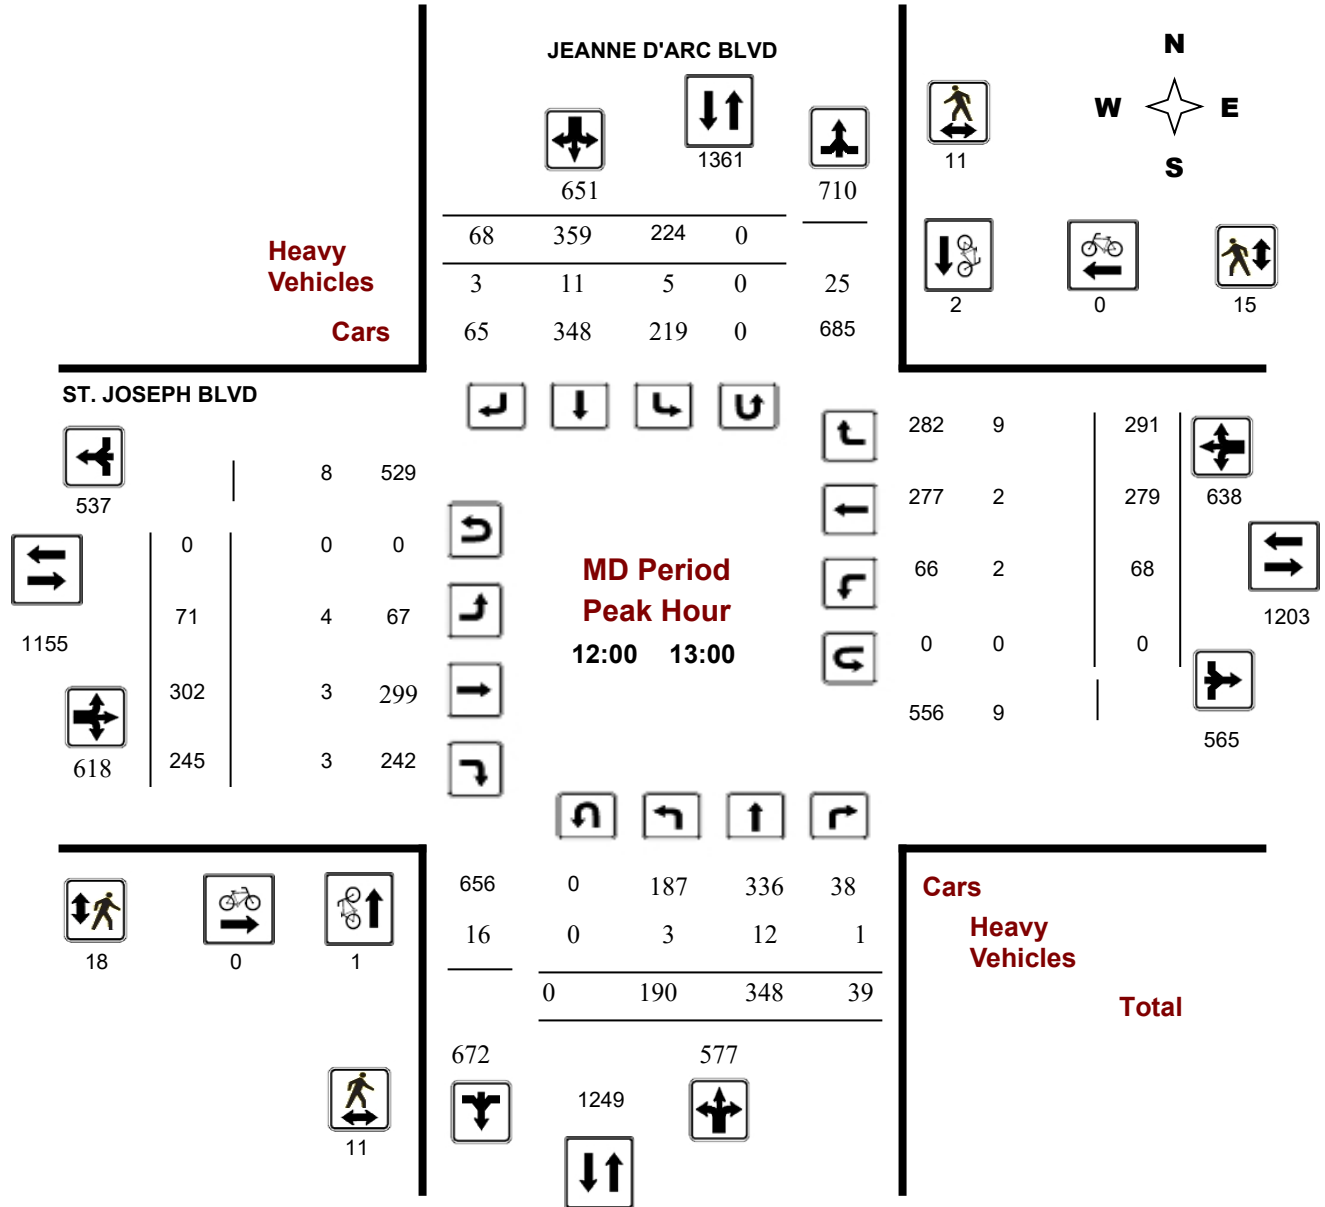 JEANNE D'ARC BLVD
N
W E
S
1361
11
651
710
68 359 224 0
Heavy
Vehicles
3 11 5 0 25
2 0 15
Cars
65 348 219 0 685
ST. JOSEPH BLVD
282 9 291
8 529
537
277 2 279
638
0 0 0
MD Period
Peak Hour
66 2 68
71 4 67
1155
1203
12:00 13:00
0 0 0
302 3 299
556 9
565
618
245 3 242
656 0 187 336 38
Cars
16 0 3 12 1
Heavy
Vehicles
18 0 1
0 190 348 39
Total
672
577
1249
11